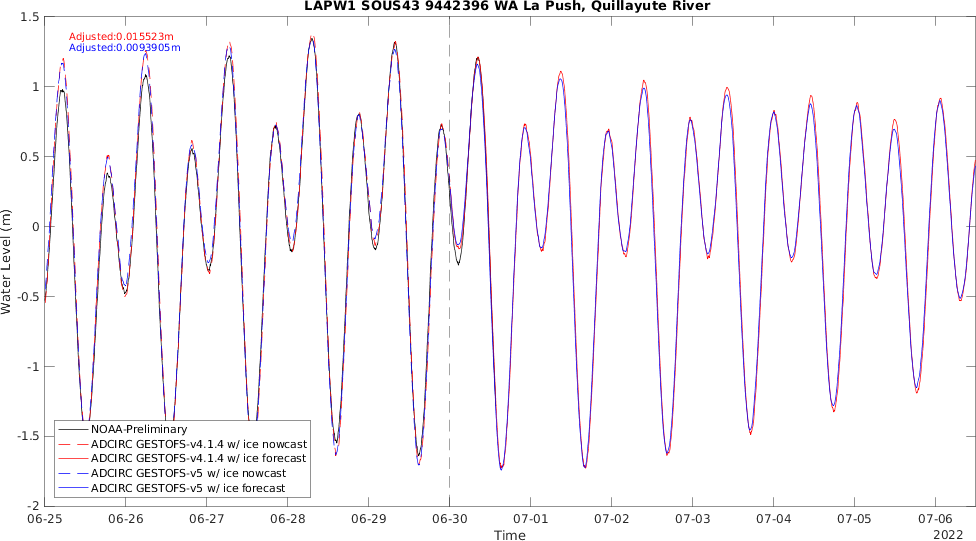 LAPW1 SOUS43 9442396 WA La Push, Quillayute River
Adjusted:0.015523m
Adjusted:0.0093905m
1.5
1
0.5
0
-0.5
-1
-1.5
-2
Water Level (m)
NOAA-Preliminary
ADCIRC GESTOFS-v4.1.4 w/ ice nowcast
ADCIRC GESTOFS-v4.1.4 w/ ice forecast
ADCIRC GESTOFS-v5 w/ ice nowcast
ADCIRC GESTOFS-v5 w/ ice forecast
06-25 06-26 06-27 06-28 06-29 06-30 07-01 07-02 07-03 07-04 07-05 07-06
Time
2022